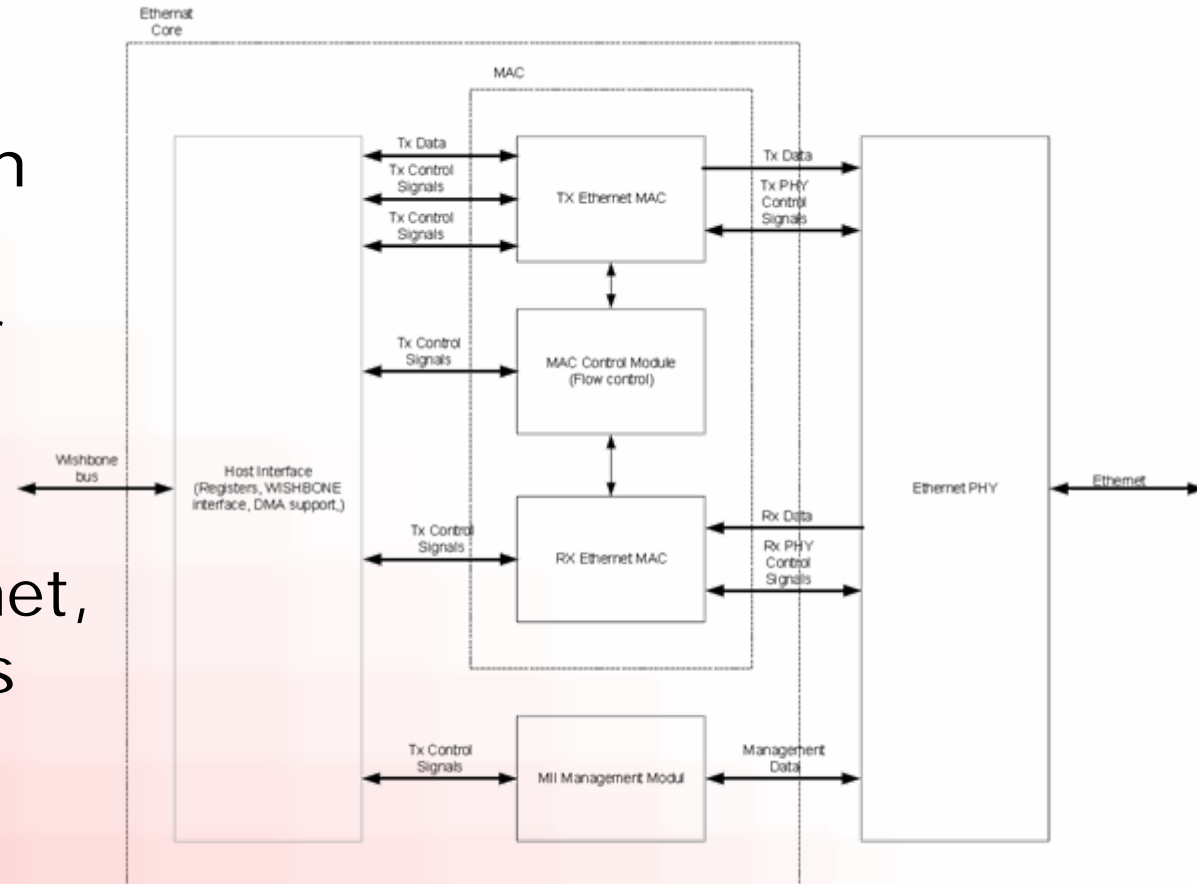 Ethernat
Core
MAC
n
Tx Data
Tx Control
Signals
Tx Control
Signals
TX Ethernet MAC
Tx Data
Tx PHY
Control
Signals
Tx Control
Signals
MAC Control Module
(Flow control)
Wishbone
bus
Host Interface
(Registers, WISHBONE
interface, DMA support,)
Ethernet PHY
Ethernet
Tx Control
Signals
RX Ethernet MAC
Rx Data
Rx PHY
Control
Signals
net,
s
Tx Control
Signals
MII Management Modul
Management
Data